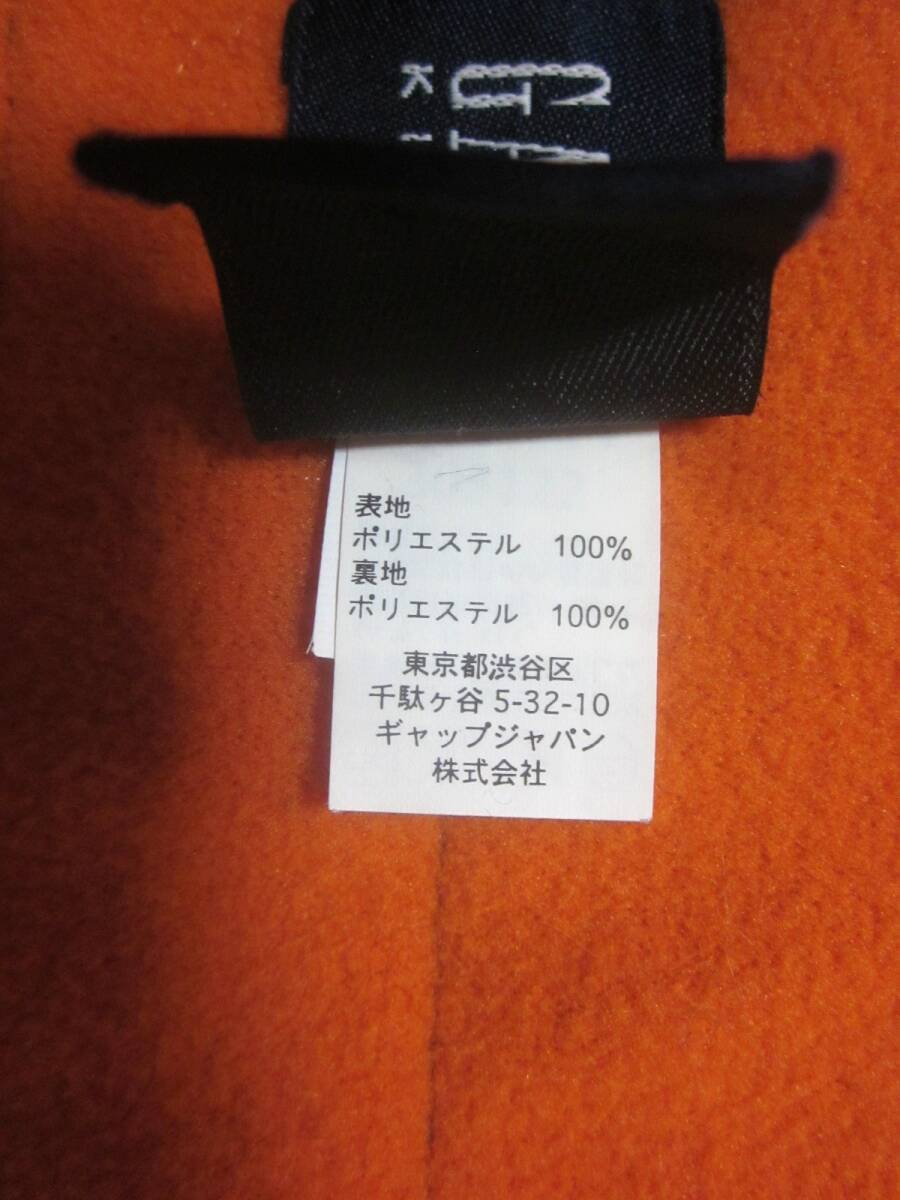 表地
ポリエステル 100%
裏地
ポリエステル 100%
東京都渋谷区
千駄ヶ谷 5-32-10
ギャップジャパン
株式会社